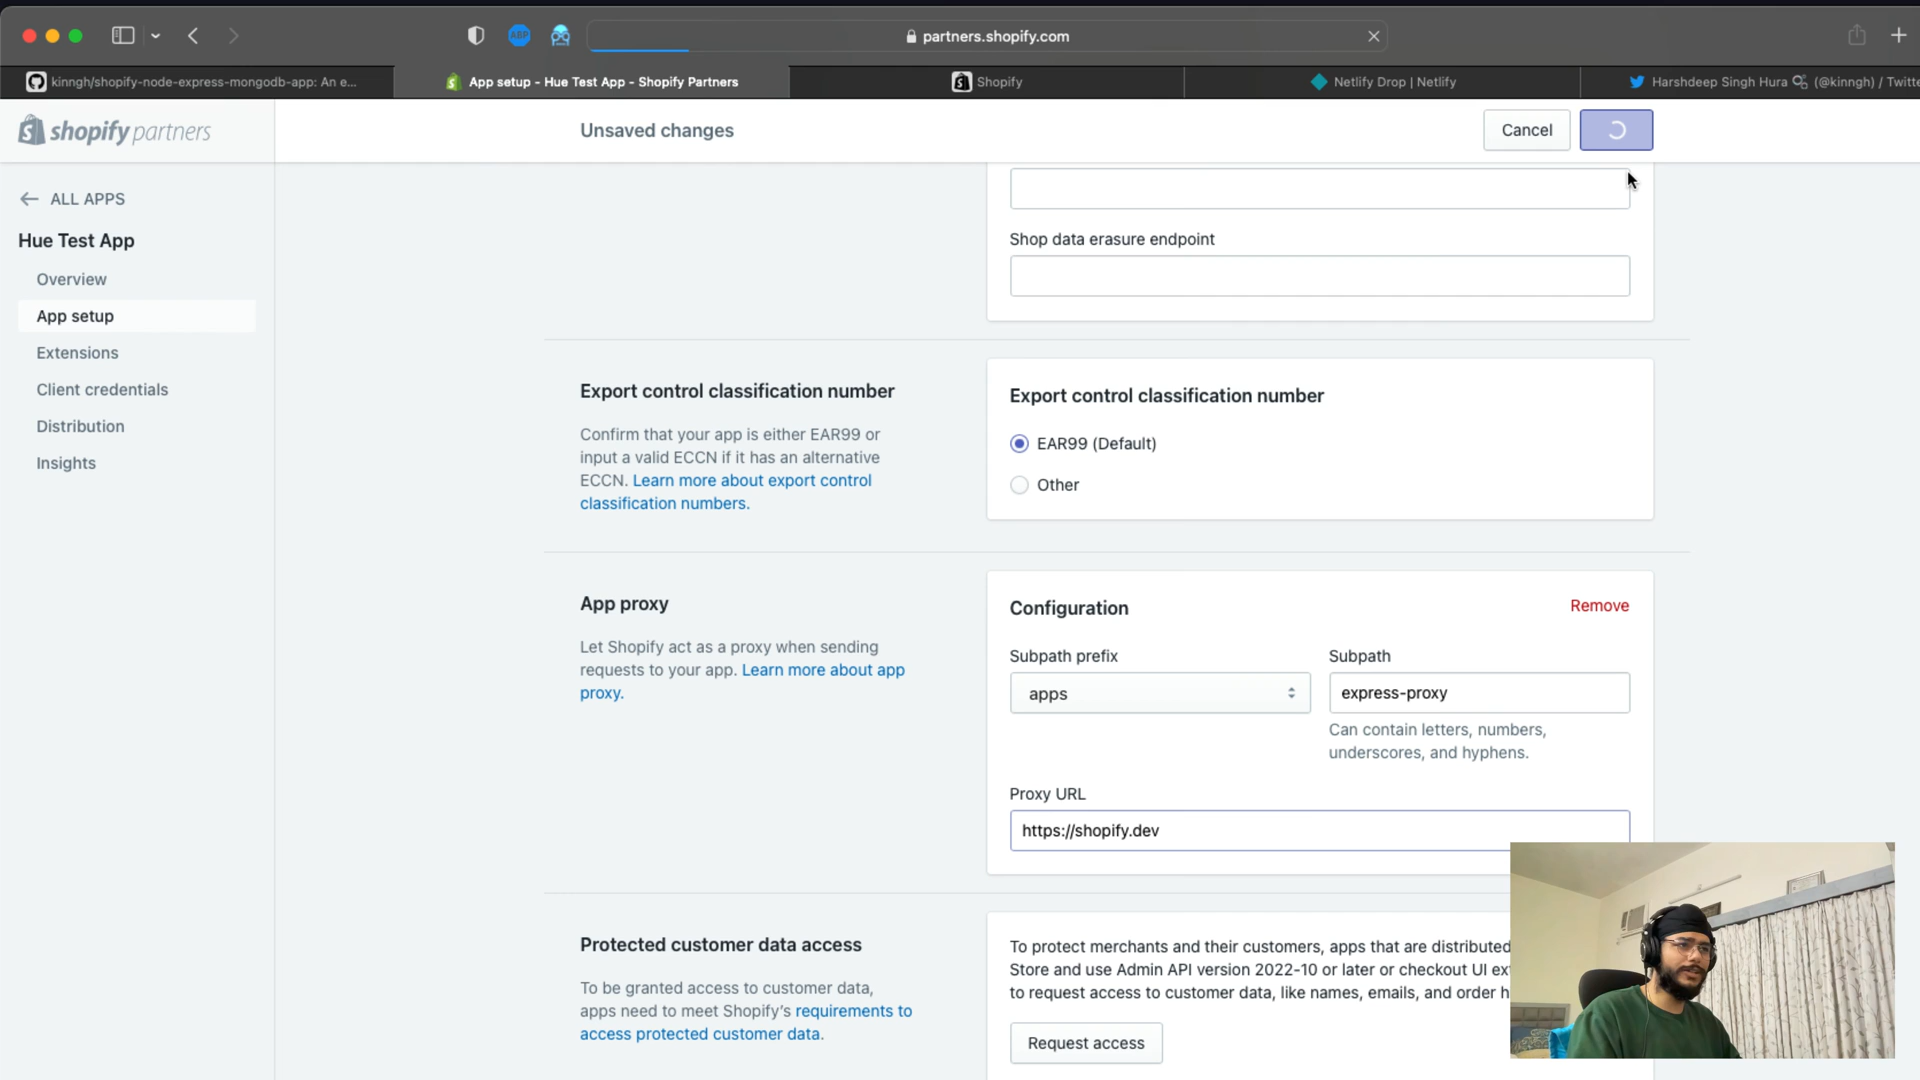 ABP
partners.shopify.com
kinngh/shopify-node-express-mongodb-app: An e...
App setup - Hue Test App - Shopify Partners
Shopify
Netlify Drop | Netlify
Harshdeep Singh Hura (@kinngh) / Twitte
shopify partners
Unsaved changes
Cancel
ALL APPS
Hue Test App
Overview
App setup
Extensions
Client credentials
Distribution
Insights
Shop data erasure endpoint
Export control classification number
Confirm that your app is either EAR99 or
input a valid ECCN if it has an alternative
ECCN. Learn more about export control
classification numbers.
Export control classification number
EAR99 (Default)
Other
App proxy
Let Shopify act as a proxy when sending
requests to your app. Learn more about app
proxy.
Configuration
Remove
Subpath prefix
Subpath
apps
express-proxy
Can contain letters, numbers,
underscores, and hyphens.
Proxy URL
https://shopify.dev
Protected customer data access
To be granted access to customer data,
apps need to meet Shopify's requirements to
access protected customer data.
To protect merchants and their customers, apps that are distributed
Store and use Admin API version 2022-10 or later or checkout UI ex
to request access to customer data, like names, emails, and order h
Request access